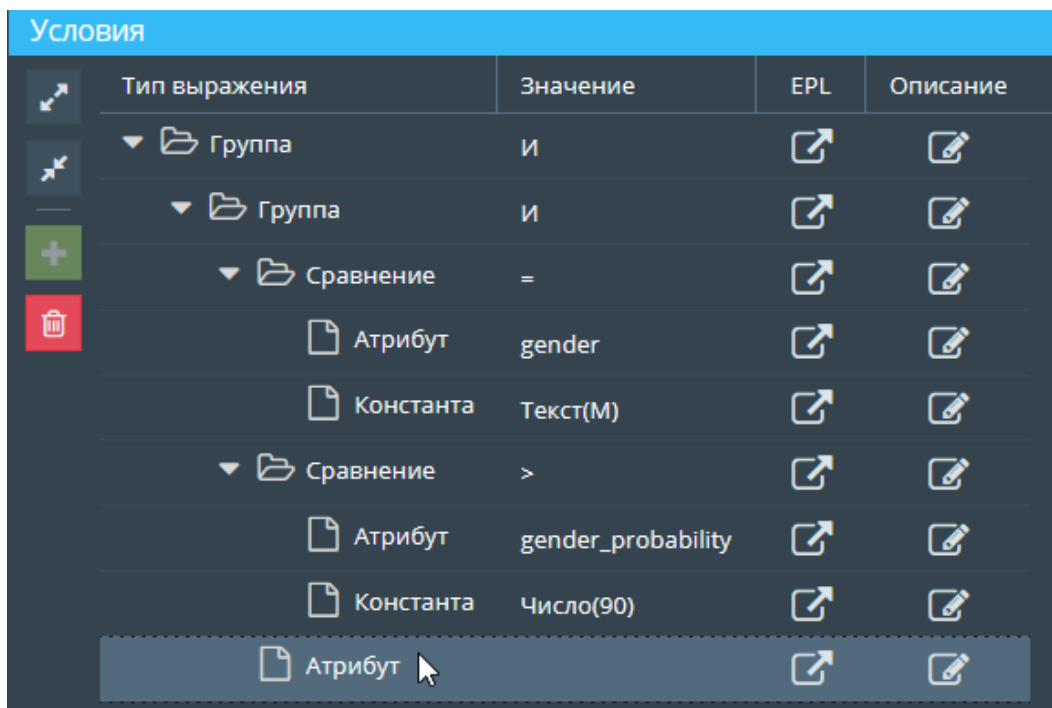 Условия
Тип выражения Значение EPL Описание
Группа И
Группа И
Сравнение =
Атрибут gender
Константа Текст(M)
Сравнение >
Атрибут gender_probability
Константа Число(90)
Атрибут